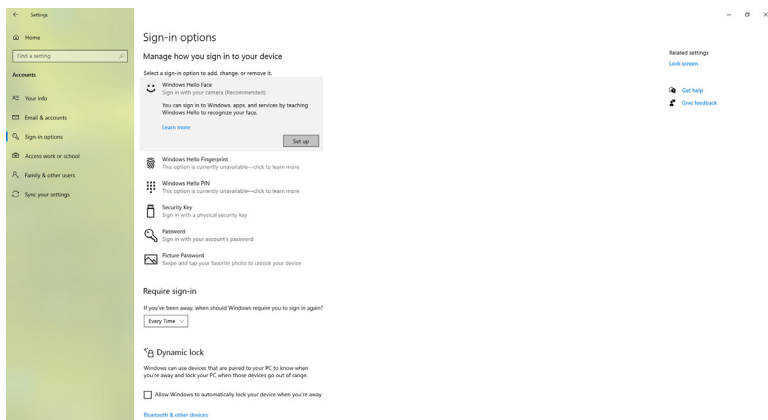 Settings
Home
Find a setting
Accounts
Your info
Email & accounts
Sign-in options
Access work or school
Family & other users
Sync your settings
Sign-in options
Manage how you sign in to your device
Select a sign-in option to add, change, or remove it.
Windows Hello Face
Sign in with your camera (Recommended)
You can sign in to Windows, apps, and services by teaching
Windows Hello to recognize your face.
Learn more
Set up
Windows Hello Fingerprint
This option is currently unavailable—click to learn more
Windows Hello PIN
This option is currently unavailable—click to learn more
Security Key
Sign in with a physical security key
Password
Sign in with your account's password
Picture Password
Swipe and tap your favorite photo to unlock your device
Require sign-in
If you've been away, when should Windows require you to sign in again?
Every Time
Dynamic lock
Windows can use devices that are paired to your PC to know when
you're away and lock your PC when those devices go out of range.
Allow Windows to automatically lock your device when you're away
Bluetooth & other devices
Related settings
Lock screen
Get help
Give feedback